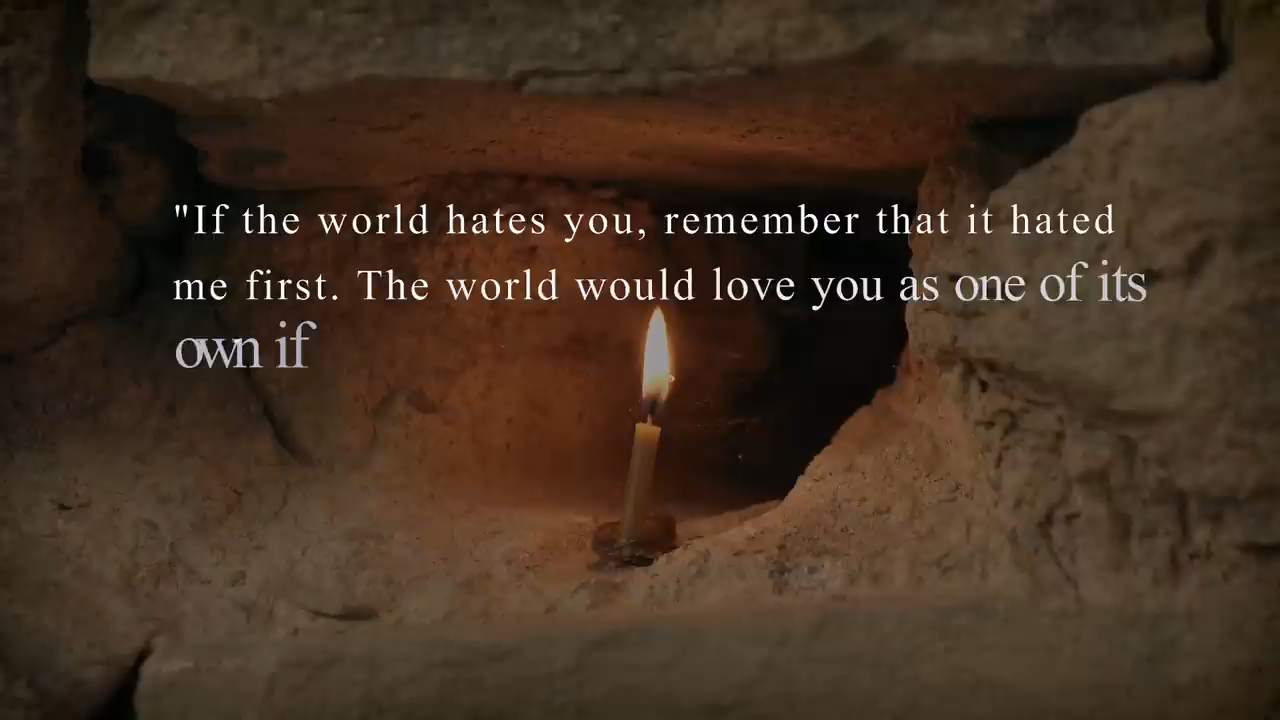 "If the world hates you, remember that it hated
me first. The world would love you as one of its
own if